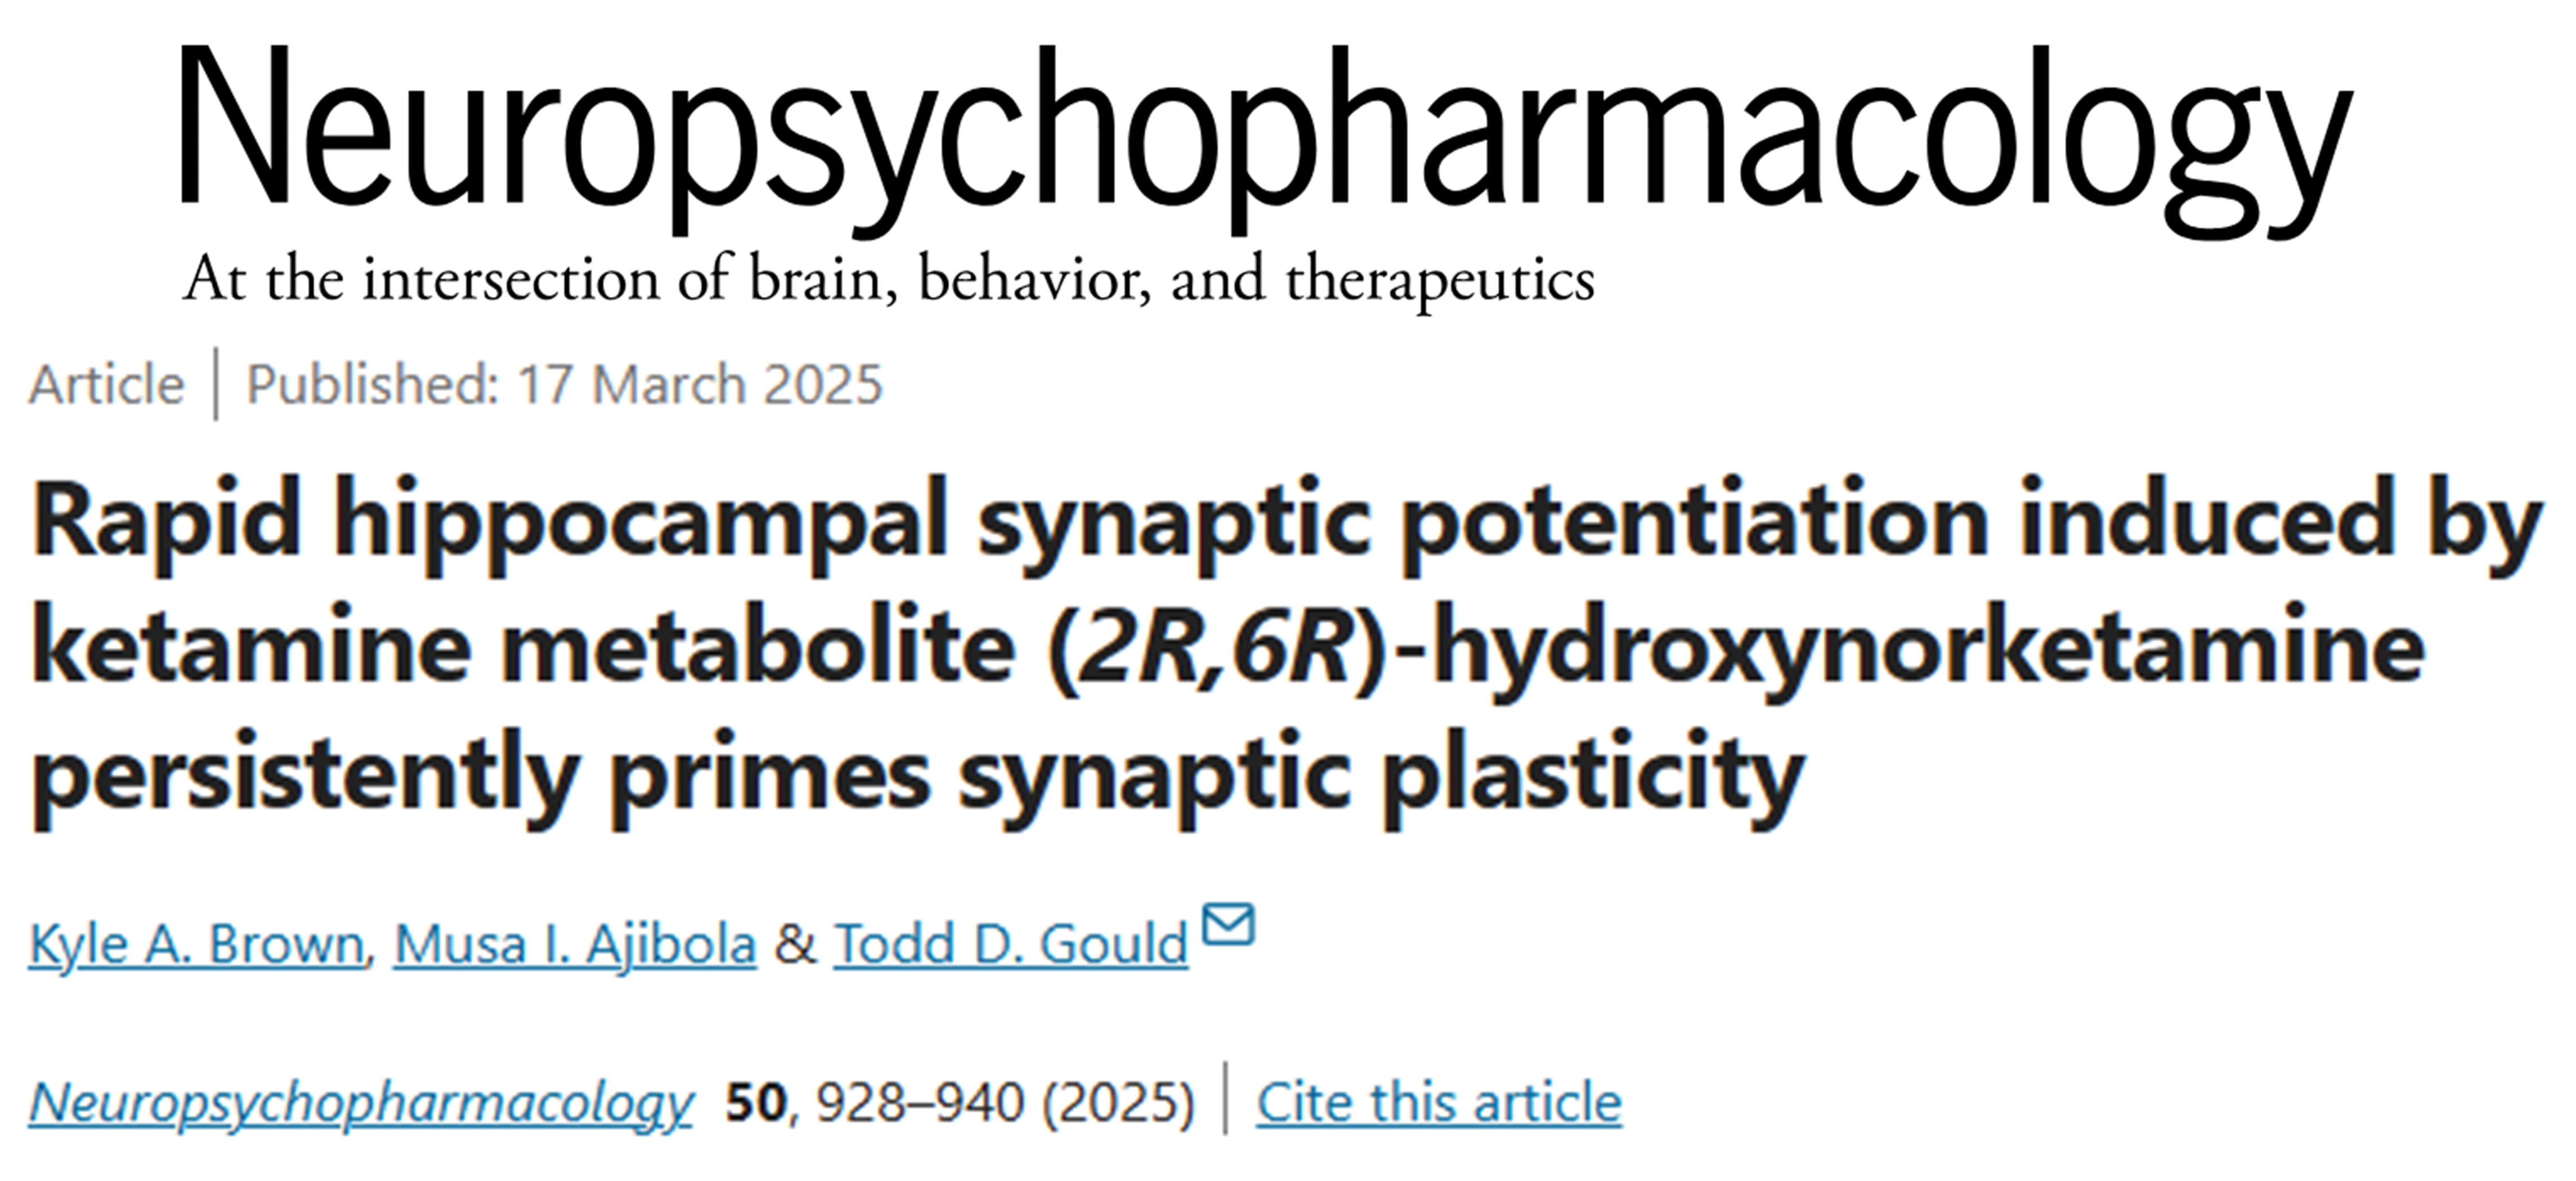 Neuropsychopharmacology
At the intersection of brain, behavior, and therapeutics
Article | Published: 17 March 2025
Rapid hippocampal synaptic potentiation induced by
ketamine metabolite (2R,6R)-hydroxynorketamine
persistently primes synaptic plasticity
Kyle A. Brown, Musa I. Ajibola & Todd D. Gould
Neuropsychopharmacology 50, 928–940 (2025) | Cite this article